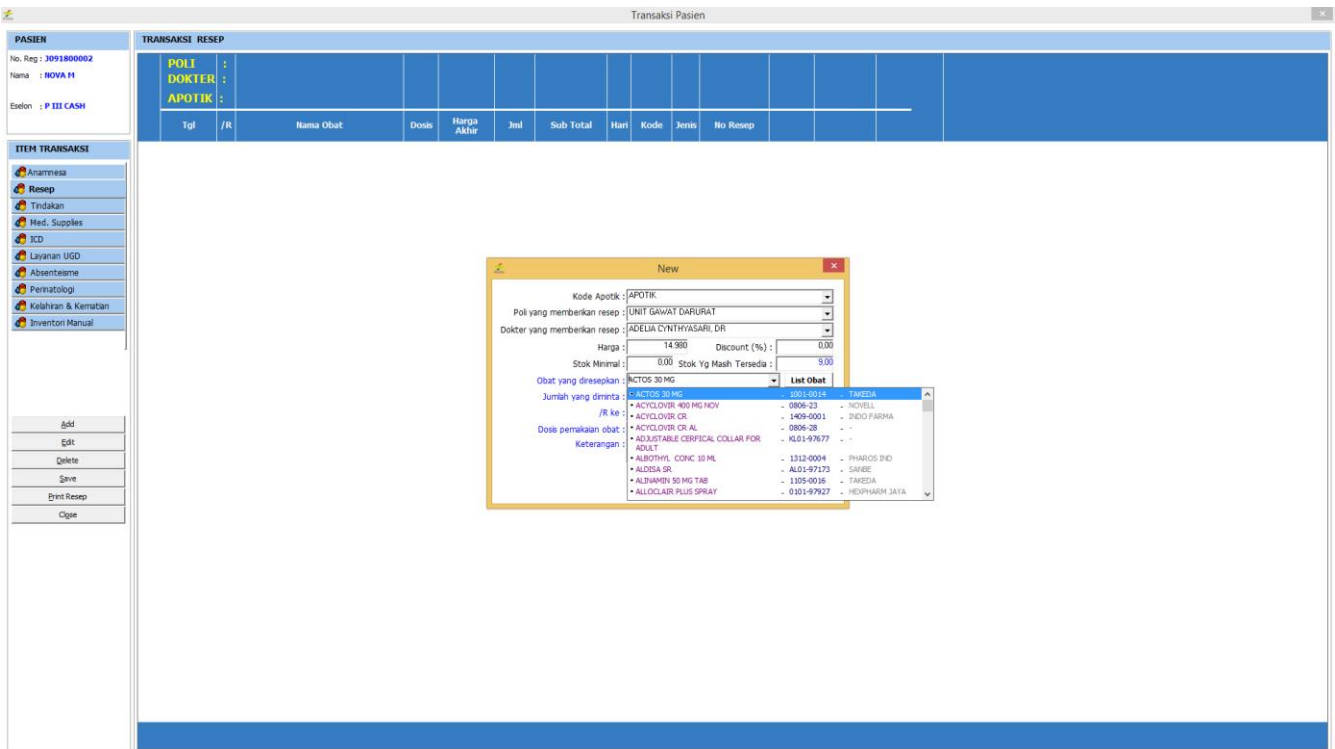 Transaksi Pasien
PASIEN
No. Reg : J091800002
Nama : NOVA M
Eselon : P III CASH
ITEM TRANSAKSI
Anamnesa
Resep
Tindakan
Med. Supplies
ICD
Layanan UGD
Absenteisme
Perinatologi
Kelahiran & Kematian
Inventori Manual
Add
Edit
Delete
Save
Print Resep
Close
TRANSAKSI RESEP
POLI :
DOKTER :
APOTIK :
Tgl /R Nama Obat Dosis Harga Akhir Jml Sub Total Hari Kode Jenis No Resep
New
Kode Apotik : APOTIK
Poli yang memberikan resep : UNIT GAWAT DARURAT
Dokter yang memberikan resep : ADELIA CYNTHYASARI, DR
Harga : 14.980 Discount (%) : 0,00
Stok Minimal : 0,00 Stok Yg Masih Tersedia : 9,00
Obat yang diresepkan : ACTOS 30 MG List Obat
Jumlah yang diminta :
/R ke :
Dosis pemakaian obat :
Keterangan :
• ACTOS 30 MG - 1001-0014 - TAKEDA
• ACYCLOVIR 400 MG NOV - 0806-23 - NOVELL
• ACYCLOVIR CR - 1409-0001 - INDO FARMA
• ACYCLOVIR CR AL - 0806-28 - -
• ADJUSTABLE CERFICAL COLLAR FOR - KL01-97677 - -
ADULT
• ALBOTHYL CONC 10 ML - 1312-0004 - PHAROS IND
• ALDISA SR - AL01-97173 - SANBE
• ALINAMIN 50 MG TAB - 1105-0016 - TAKEDA
• ALLOCLAIR PLUS SPRAY - 0101-97927 - HEXPHARM JAYA